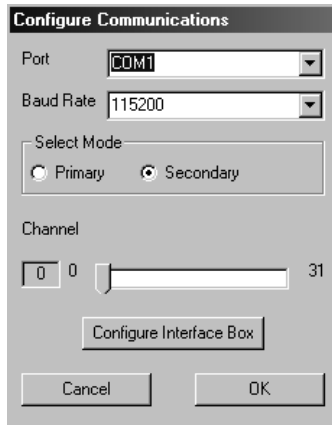 Configure Communications
Port COM1
Baud Rate 115200
Select Mode
Primary Secondary
Channel
0 0 31
Configure Interface Box
Cancel OK